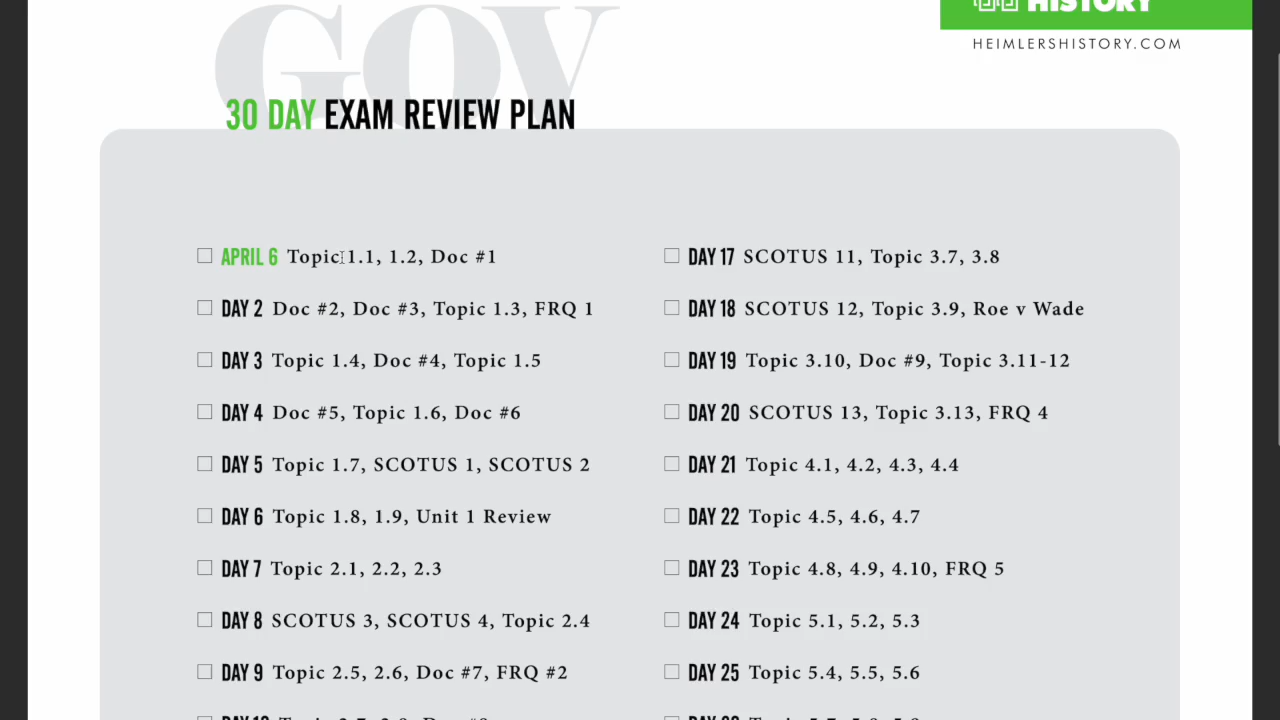 HISTORY
HEIMLERSHISTORY.COM
GOV
30 DAY EXAM REVIEW PLAN
APRIL 6 Topic 1.1, 1.2, Doc #1
DAY 2 Doc #2, Doc #3, Topic 1.3, FRQ 1
DAY 3 Topic 1.4, Doc #4, Topic 1.5
DAY 4 Doc #5, Topic 1.6, Doc #6
DAY 5 Topic 1.7, SCOTUS 1, SCOTUS 2
DAY 6 Topic 1.8, 1.9, Unit 1 Review
DAY 7 Topic 2.1, 2.2, 2.3
DAY 8 SCOTUS 3, SCOTUS 4, Topic 2.4
DAY 9 Topic 2.5, 2.6, Doc #7, FRQ #2
DAY 17 SCOTUS 11, Topic 3.7, 3.8
DAY 18 SCOTUS 12, Topic 3.9, Roe v Wade
DAY 19 Topic 3.10, Doc #9, Topic 3.11-12
DAY 20 SCOTUS 13, Topic 3.13, FRQ 4
DAY 21 Topic 4.1, 4.2, 4.3, 4.4
DAY 22 Topic 4.5, 4.6, 4.7
DAY 23 Topic 4.8, 4.9, 4.10, FRQ 5
DAY 24 Topic 5.1, 5.2, 5.3
DAY 25 Topic 5.4, 5.5, 5.6